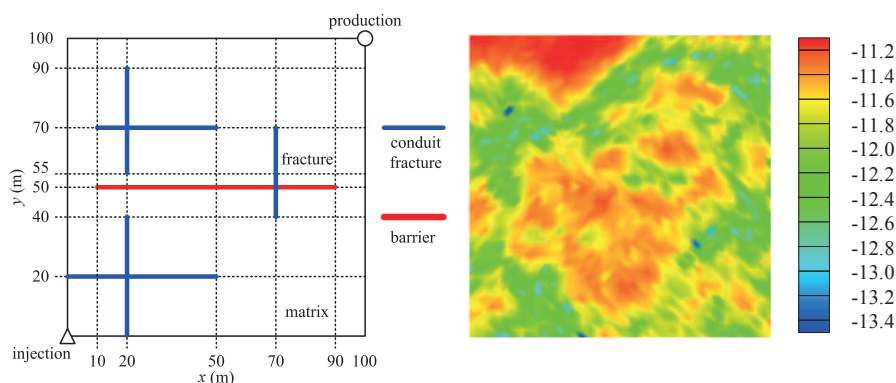 production
100
90
70
55
50
40
20
y (m)
fracture
matrix
injection
10 20 50 70 90 100
x (m)
conduit
fracture
barrier
-11.2
-11.4
-11.6
-11.8
-12.0
-12.2
-12.4
-12.6
-12.8
-13.0
-13.2
-13.4